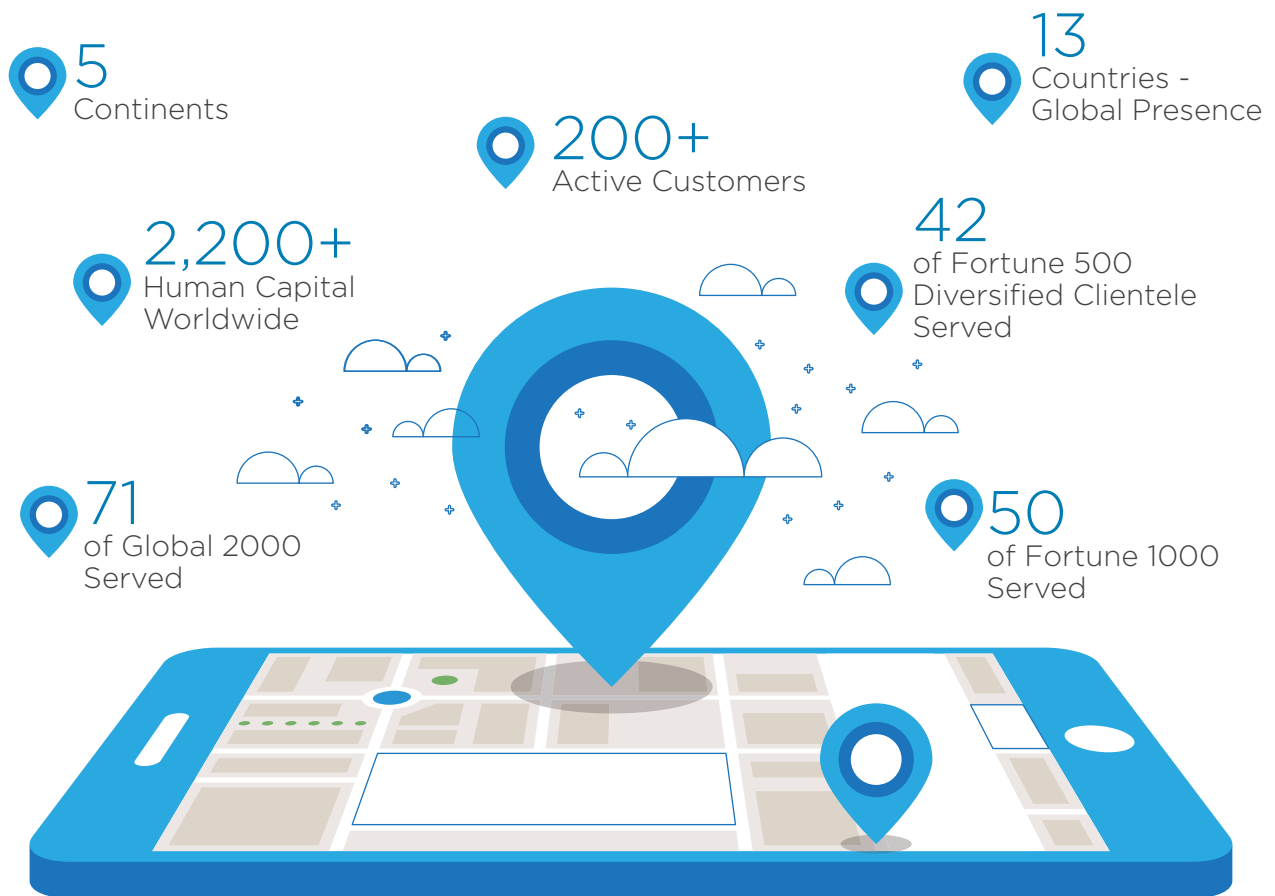 5
Continents
13
Countries -
Global Presence
200+
Active Customers
2,200+
Human Capital
Worldwide
42
of Fortune 500
Diversified Clientele
Served
71
of Global 2000
Served
50
of Fortune 1000
Served